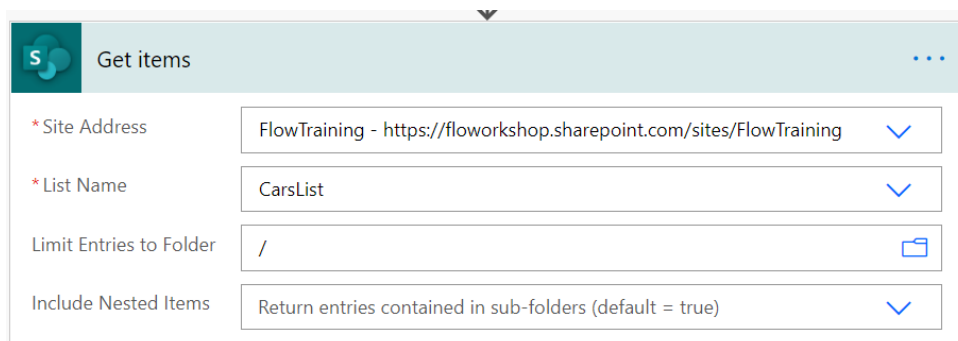 S Get items
* Site Address FlowTraining - https://floworkshop.sharepoint.com/sites/FlowTraining
* List Name CarsList
Limit Entries to Folder /
Include Nested Items Return entries contained in sub-folders (default = true)